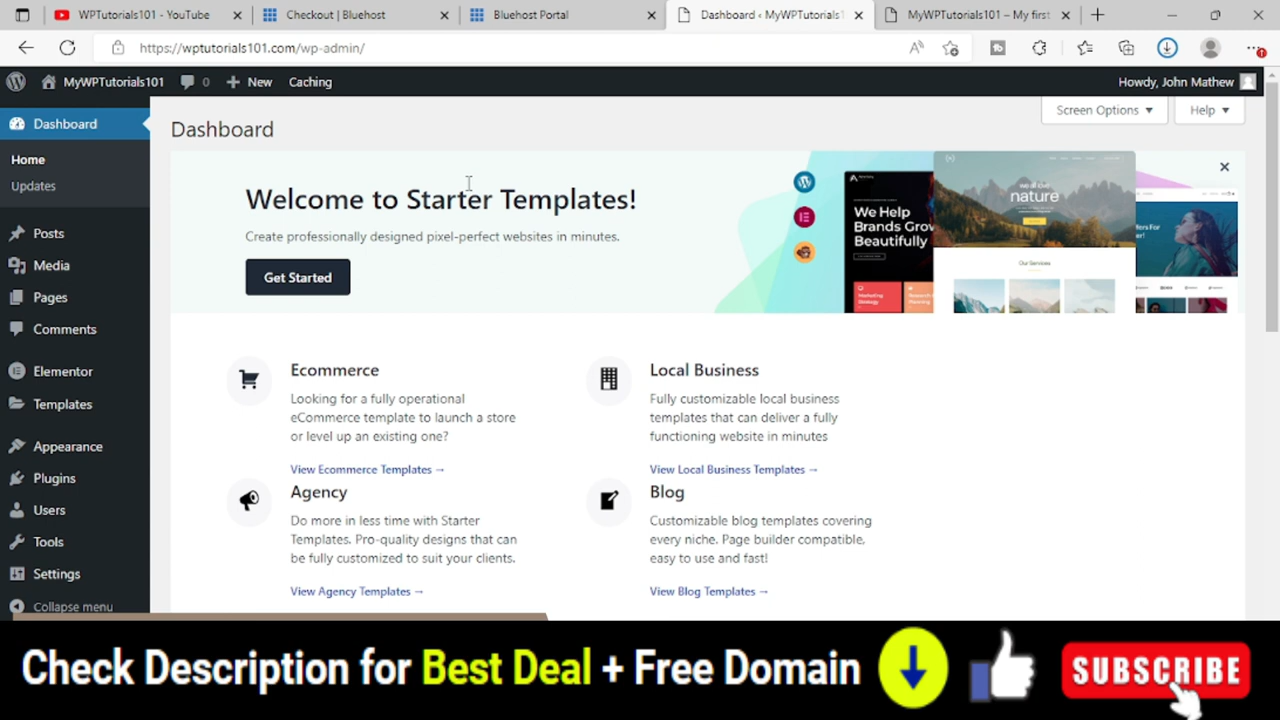 WPTutorials101 - YouTube
Checkout | Bluehost
Bluehost Portal
Dashboard ‹ MyWPTutorials1
MyWPTutorials101 – My first
https://wptutorials101.com/wp-admin/
MyWPTutorials101
0
New
Caching
Howdy, John Mathew
Dashboard
Home
Updates
Posts
Media
Pages
Comments
Elementor
Templates
Appearance
Plugins
Users
Tools
Settings
Collapse menu
Screen Options
Help
Dashboard
Welcome to Starter Templates!
Create professionally designed pixel-perfect websites in minutes.
Get Started
We Help
Brands Grow
Beautifully
Marketing
Strategy
we all love
nature
Our Services
Ecommerce
Looking for a fully operational
eCommerce template to launch a store
or level up an existing one?
View Ecommerce Templates →
Local Business
Fully customizable local business
templates that can deliver a fully
functioning website in minutes
View Local Business Templates →
Agency
Do more in less time with Starter
Templates. Pro-quality designs that can
be fully customized to suit your clients.
View Agency Templates →
Blog
Customizable blog templates covering
every niche. Page builder compatible,
easy to use and fast!
View Blog Templates →
Check Description for Best Deal + Free Domain
SUBSCRIBE